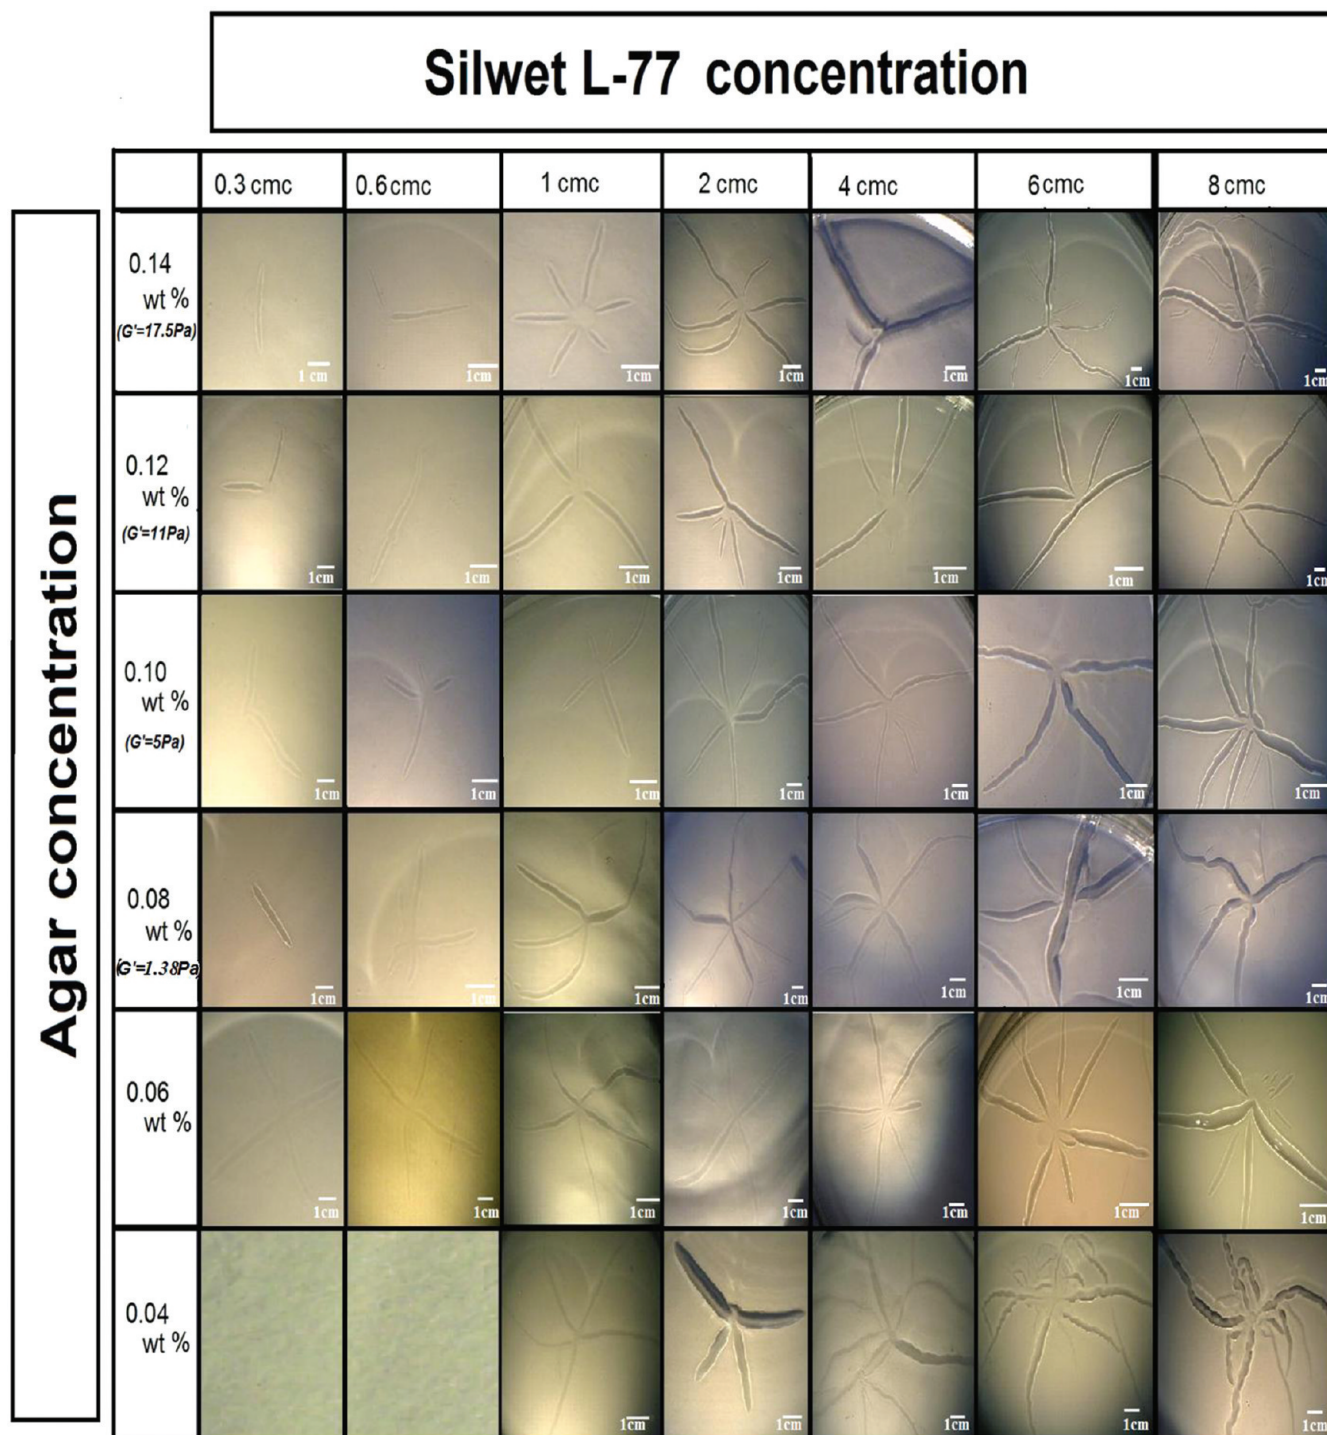 Silwet L-77 concentration
0.3 cmc 0.6 cmc 1 cmc 2 cmc 4 cmc 6 cmc 8 cmc
Agar concentration
0.14
wt %
(G'=17.5Pa)
1 cm 1cm 1cm 1cm 1cm 1cm 1cm
0.12
wt %
(G'=11Pa)
1cm 1cm 1cm 1cm 1cm 1cm 1cm
0.10
wt %
(G'=5Pa)
1cm 1cm 1cm 1cm 1cm 1cm 1cm
0.08
wt %
(G'=1.38Pa)
1cm 1cm 1cm 1cm 1cm 1cm 1cm
0.06
wt %
1cm 1cm 1cm 1cm 1cm 1cm 1cm
0.04
wt %
1cm 1cm 1cm 1cm 1cm